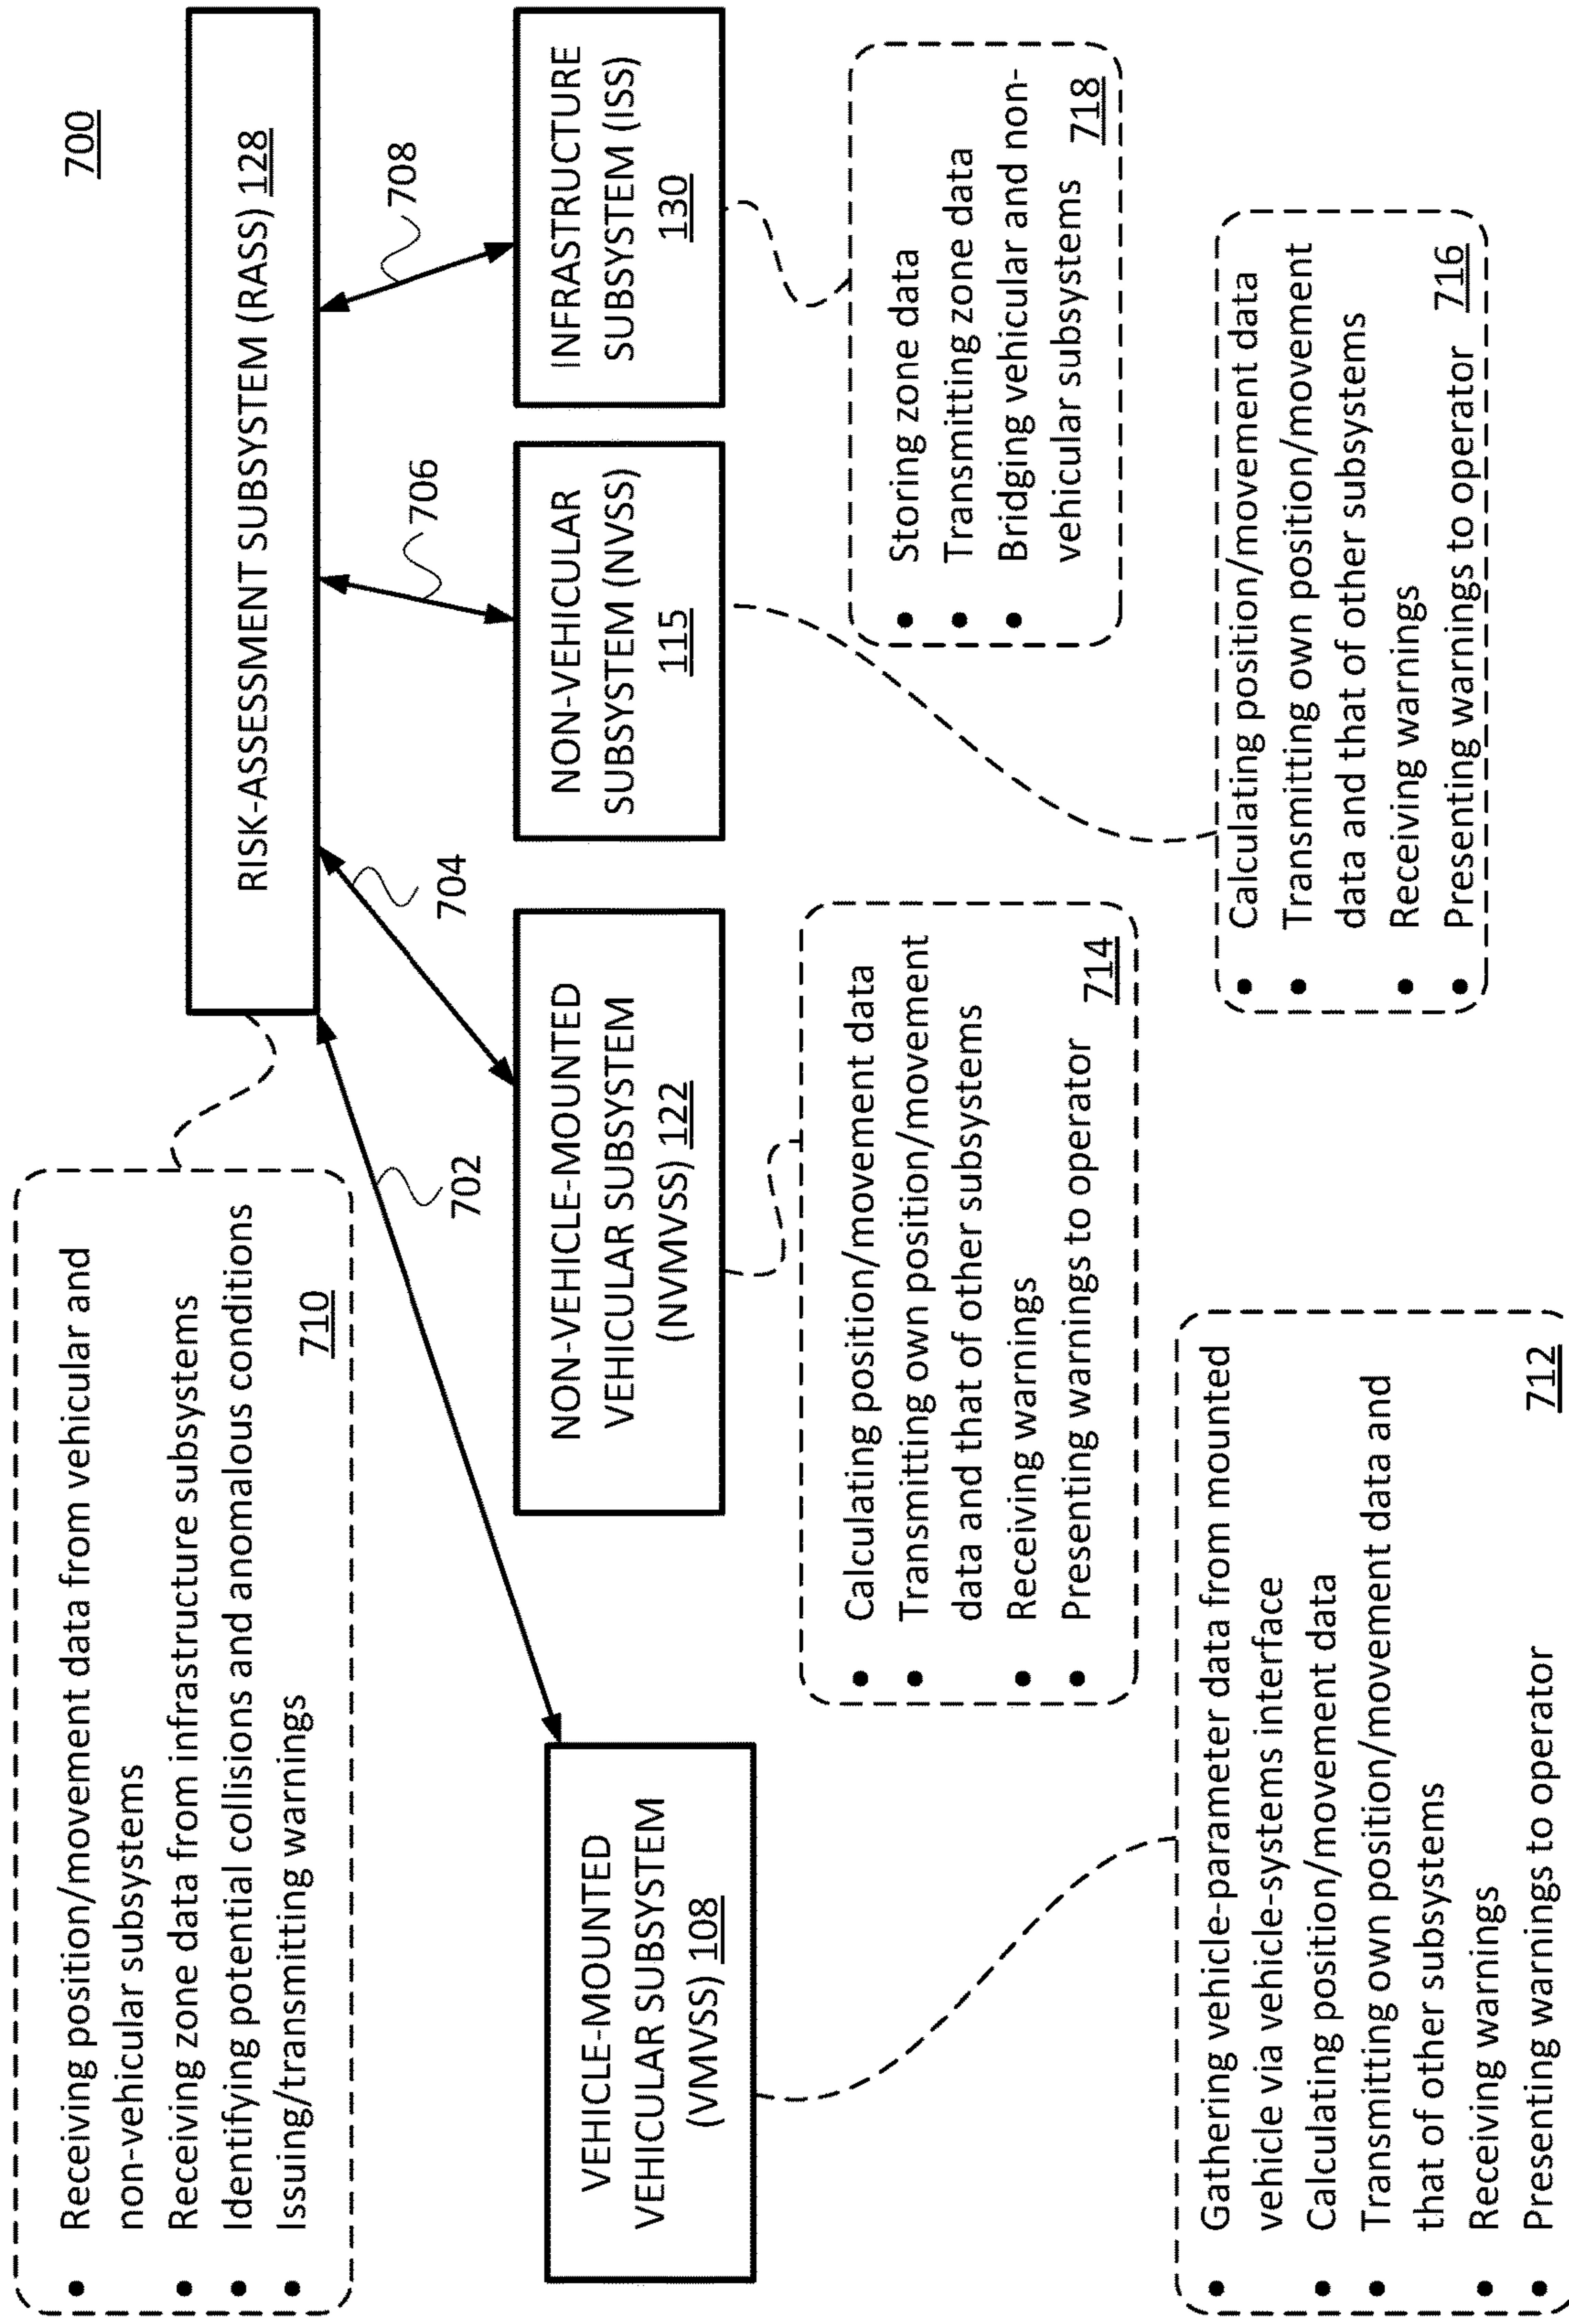 700
Receiving position/movement data from vehicular and
non-vehicular subsystems
Receiving zone data from infrastructure subsystems
Identifying potential collisions and anomalous conditions
Issuing/transmitting warnings
710
RISK-ASSESSMENT SUBSYSTEM (RASS) 128
702
704
706
708
VEHICLE-MOUNTED
VEHICULAR SUBSYSTEM
(VMVSS) 108
NON-VEHICLE-MOUNTED
VEHICULAR SUBSYSTEM
(NVMVSS) 122
NON-VEHICULAR
SUBSYSTEM (NVSS)
115
INFRASTRUCTURE
SUBSYSTEM (ISS)
130
Calculating position/movement data
Transmitting own position/movement
data and that of other subsystems
Receiving warnings
Presenting warnings to operator
714
Storing zone data
Transmitting zone data
Bridging vehicular and non-
vehicular subsystems
718
Gathering vehicle-parameter data from mounted
vehicle via vehicle-systems interface
Calculating position/movement data
Transmitting own position/movement data and
that of other subsystems
Receiving warnings
Presenting warnings to operator
712
Calculating position/movement data
Transmitting own position/movement
data and that of other subsystems
Receiving warnings
Presenting warnings to operator
716